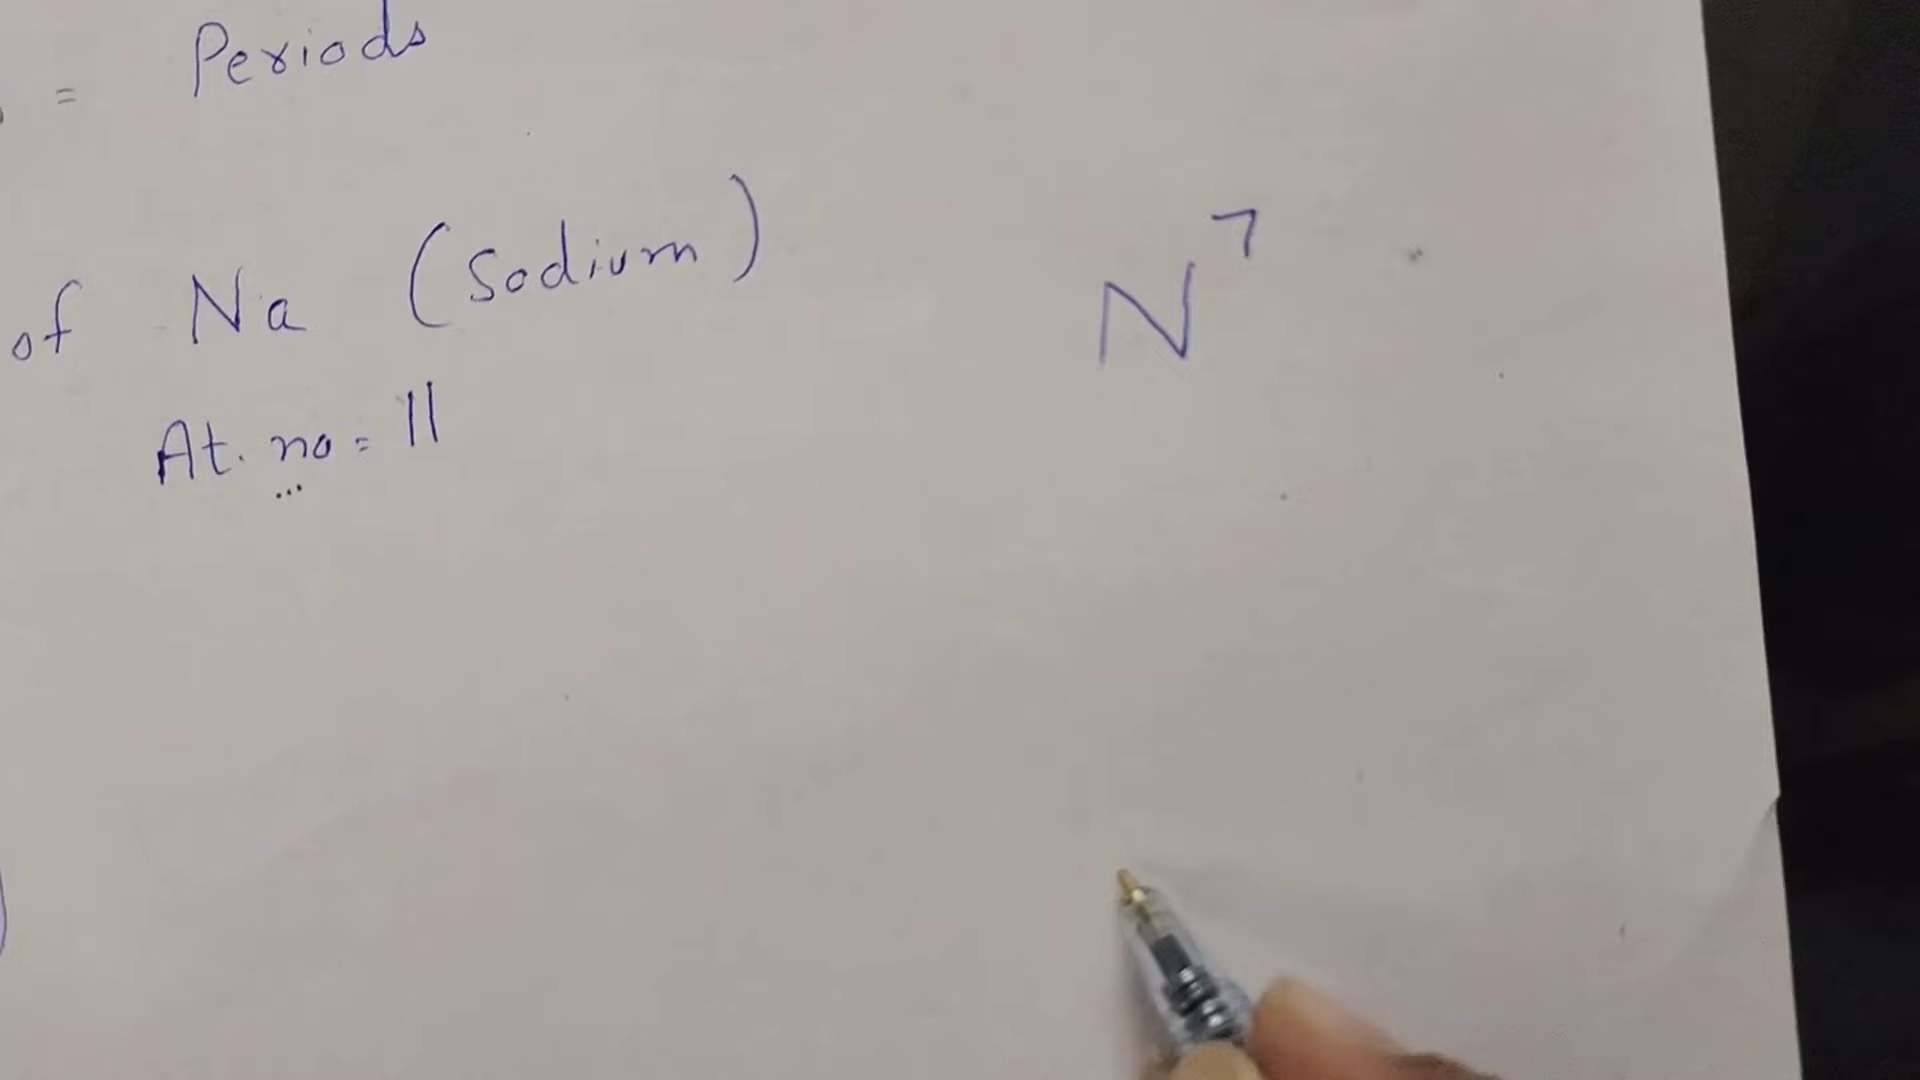 = Periods
of Na (Sodium)
At. no = 11
N⁷